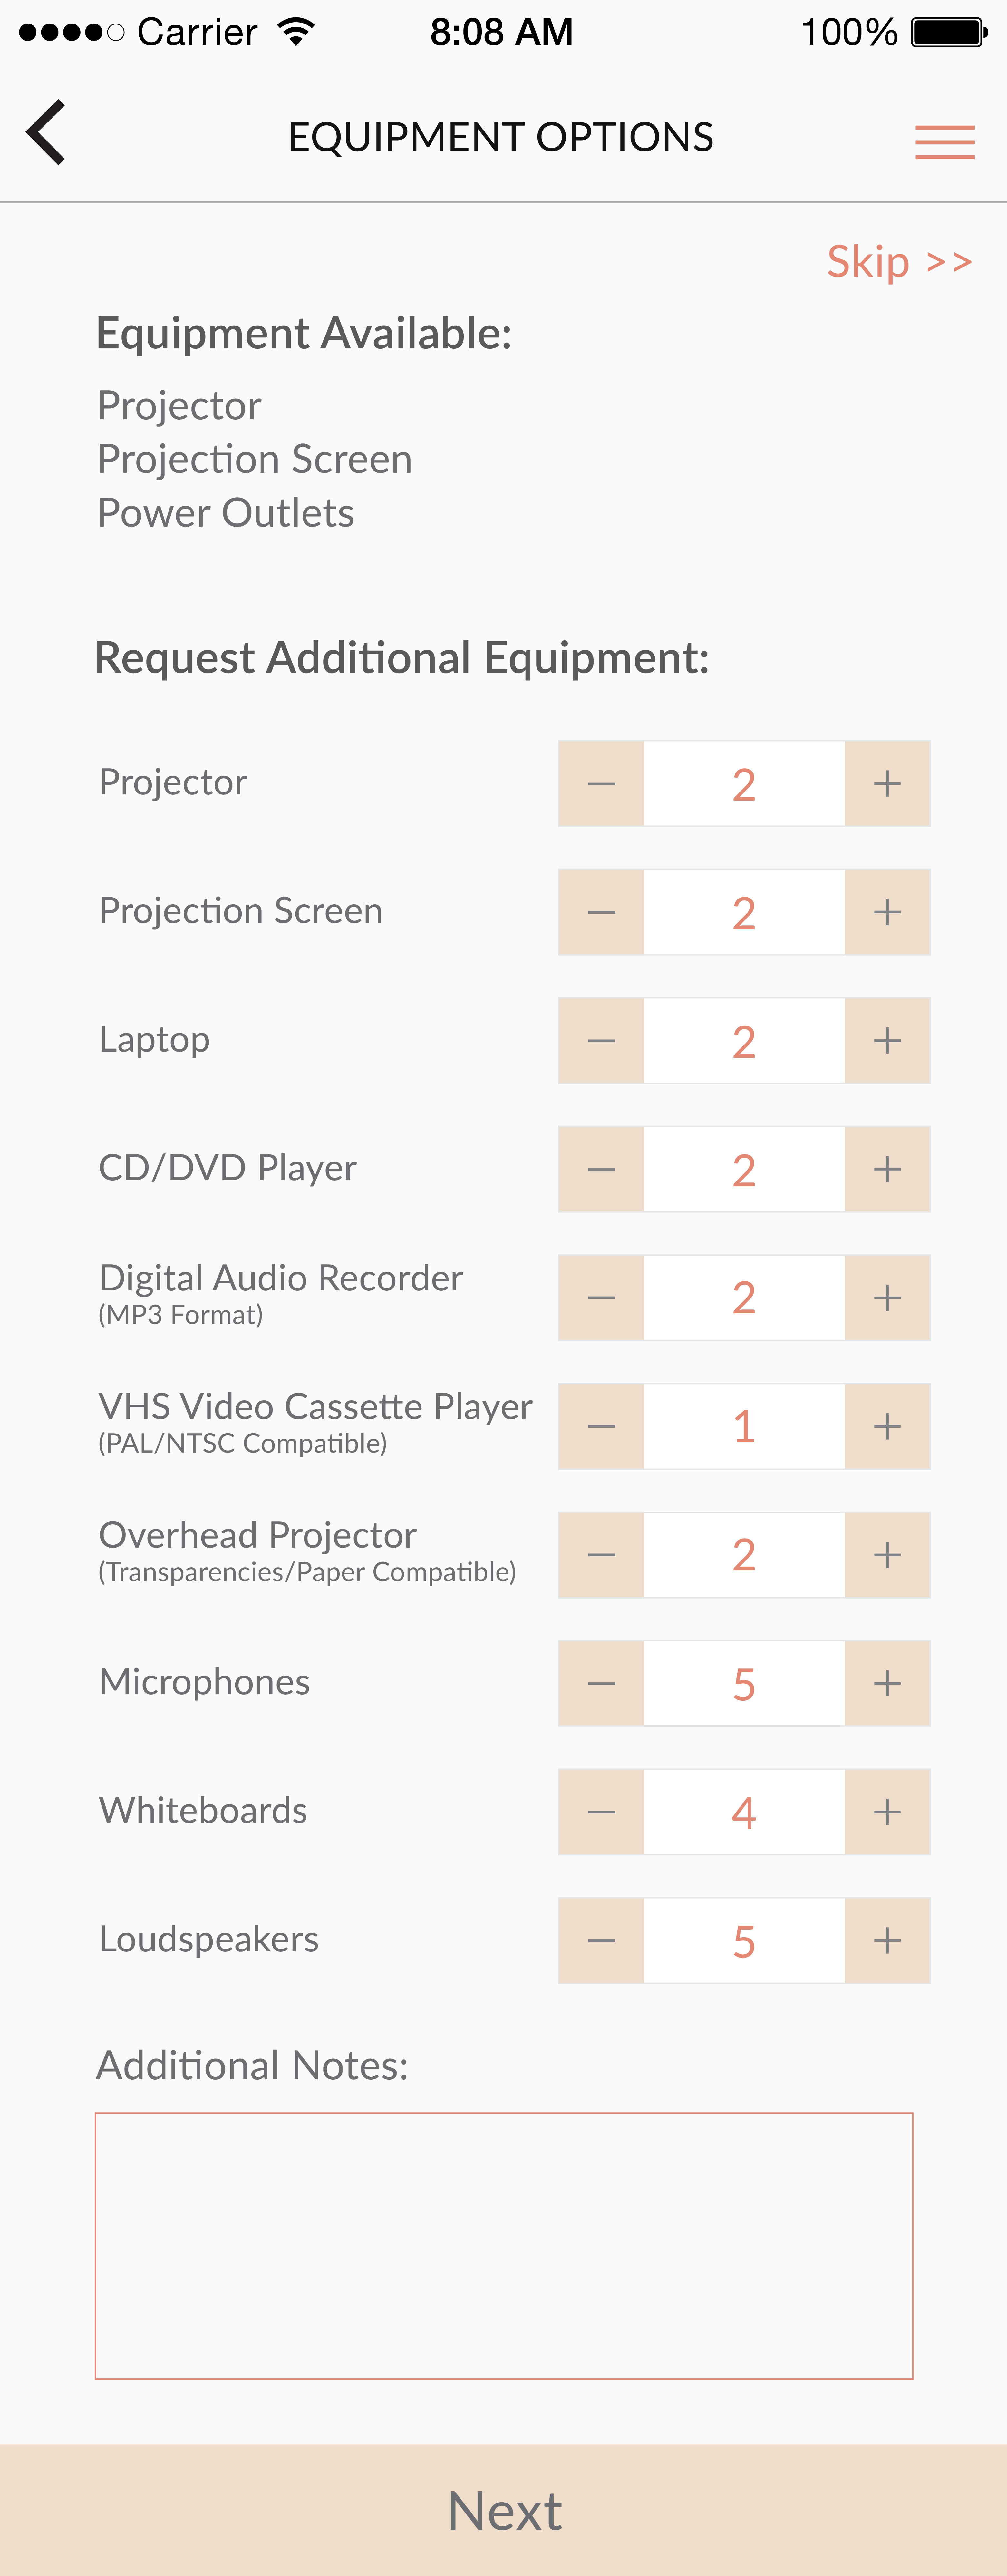 Carrier 8:08 AM 100%
EQUIPMENT OPTIONS
Skip >>
Equipment Available:
Projector
Projection Screen
Power Outlets
Request Additional Equipment:
Projector − 2 +
Projection Screen − 2 +
Laptop − 2 +
CD/DVD Player − 2 +
Digital Audio Recorder − 2 +
(MP3 Format)
VHS Video Cassette Player − 1 +
(PAL/NTSC Compatible)
Overhead Projector − 2 +
(Transparencies/Paper Compatible)
Microphones − 5 +
Whiteboards − 4 +
Loudspeakers − 5 +
Additional Notes:
Next